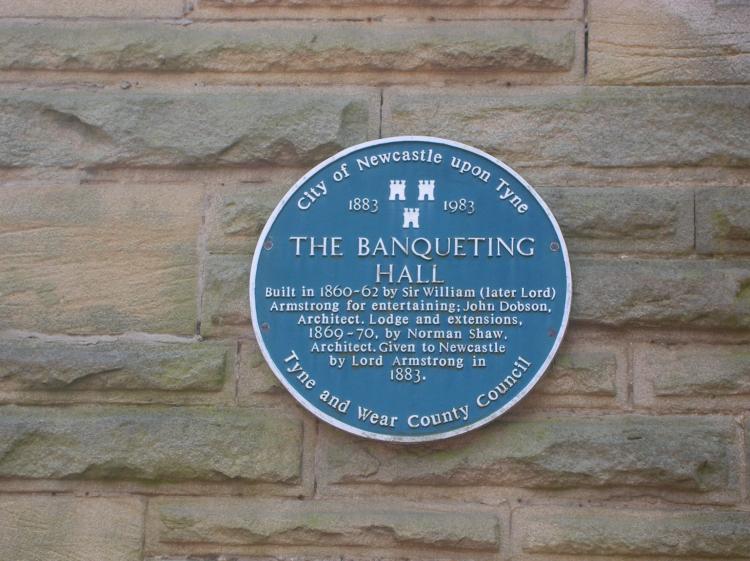 City of Newcastle upon Tyne
1883 1983
THE BANQUETING
HALL
Built in 1860-62 by Sir William (later Lord)
Armstrong for entertaining; John Dobson,
Architect. Lodge and extensions,
1869-70, by Norman Shaw,
Architect. Given to Newcastle
by Lord Armstrong in
1883.
Tyne and Wear County Council